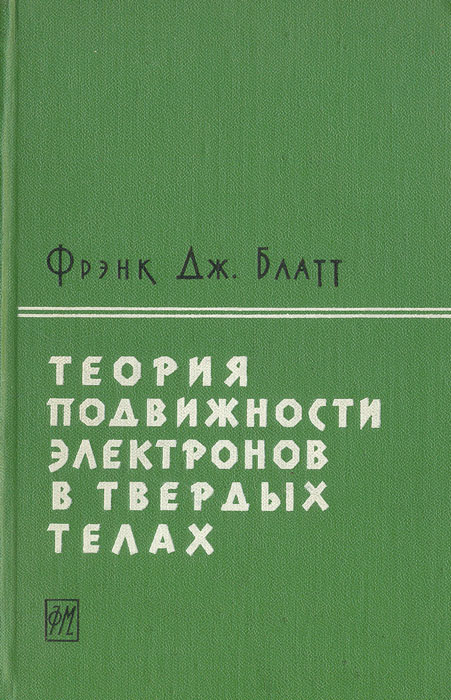 Фрэнк Дж. Блатт
ТЕОРИЯ
ПОДВИЖНОСТИ
ЭЛЕКТРОНОВ
В ТВЕРДЫХ
ТЕЛАХ
ФМ